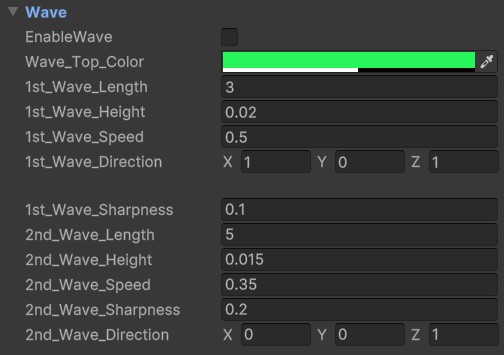 Wave
EnableWave
Wave_Top_Color
1st_Wave_Length 3
1st_Wave_Height 0.02
1st_Wave_Speed 0.5
1st_Wave_Direction X 1 Y 0 Z 1
1st_Wave_Sharpness 0.1
2nd_Wave_Length 5
2nd_Wave_Height 0.015
2nd_Wave_Speed 0.35
2nd_Wave_Sharpness 0.2
2nd_Wave_Direction X 0 Y 0 Z 1